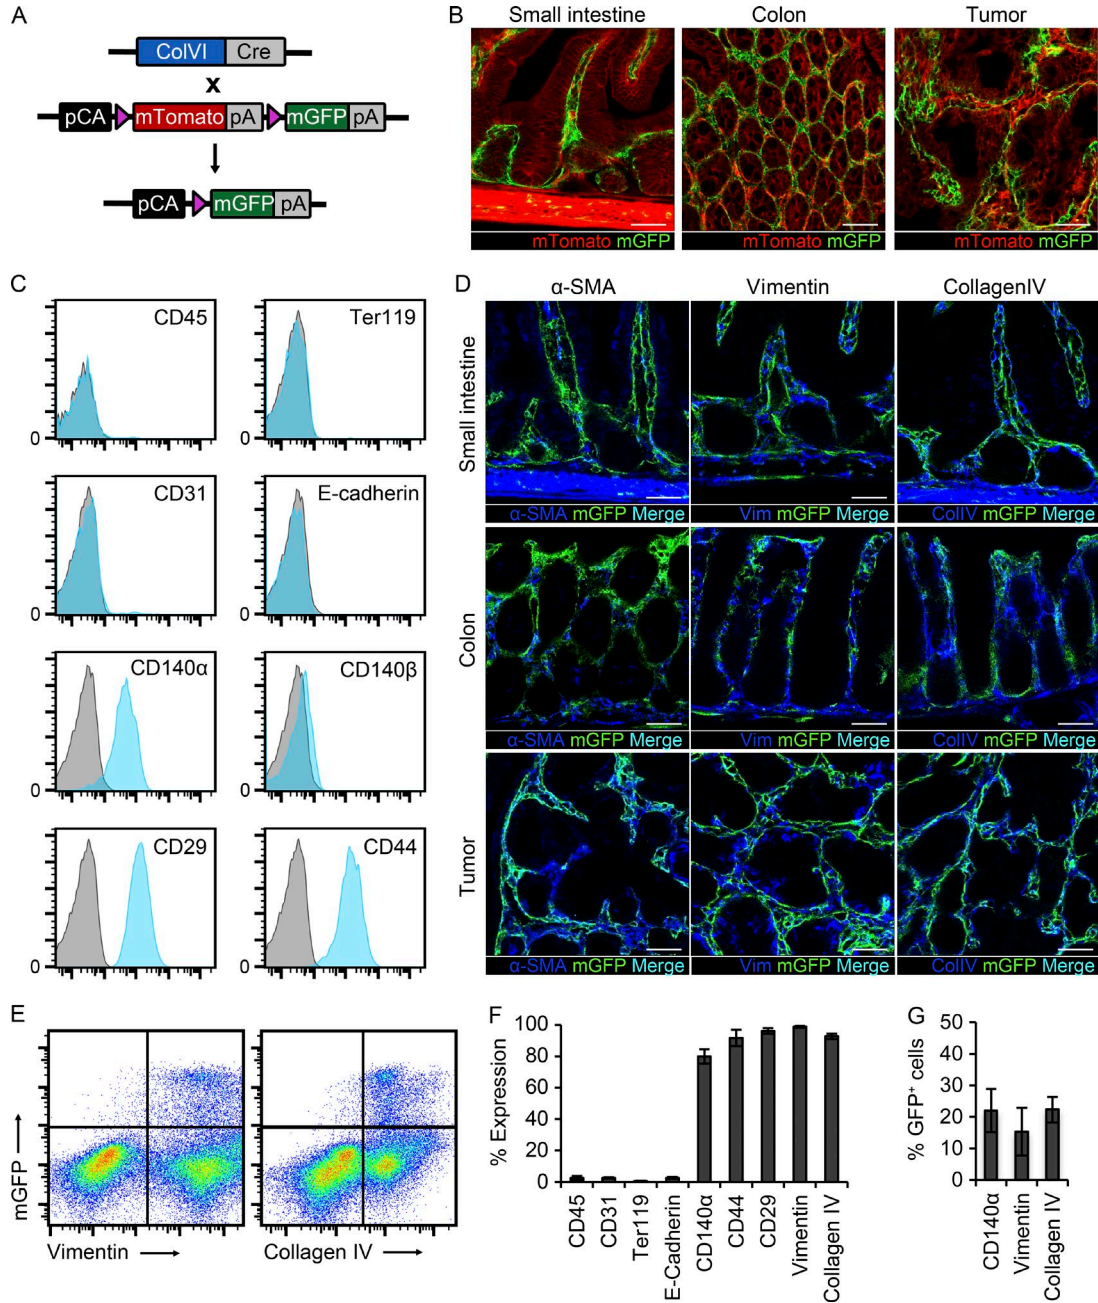 A
ColVI Cre
x
pCA mTomato pA mGFP pA
pCA mGFP pA
B
Small intestine Colon Tumor
mTomato mGFP mTomato mGFP mTomato mGFP
C
CD45 Ter119
0 0
CD31 E-cadherin
0 0
CD140α CD140β
0 0
CD29 CD44
0 0
D
α-SMA Vimentin CollagenIV
Small intestine
α-SMA mGFP Merge Vim mGFP Merge ColIV mGFP Merge
Colon
α-SMA mGFP Merge Vim mGFP Merge ColIV mGFP Merge
Tumor
α-SMA mGFP Merge Vim mGFP Merge ColIV mGFP Merge
E
mGFP
Vimentin Collagen IV
F
% Expression
100
80
60
40
20
0
CD45 CD31 Ter119 E-Cadherin CD140α CD44 CD29 Vimentin Collagen IV
G
% GFP⁺ cells
50
40
30
20
10
0
CD140α Vimentin Collagen IV